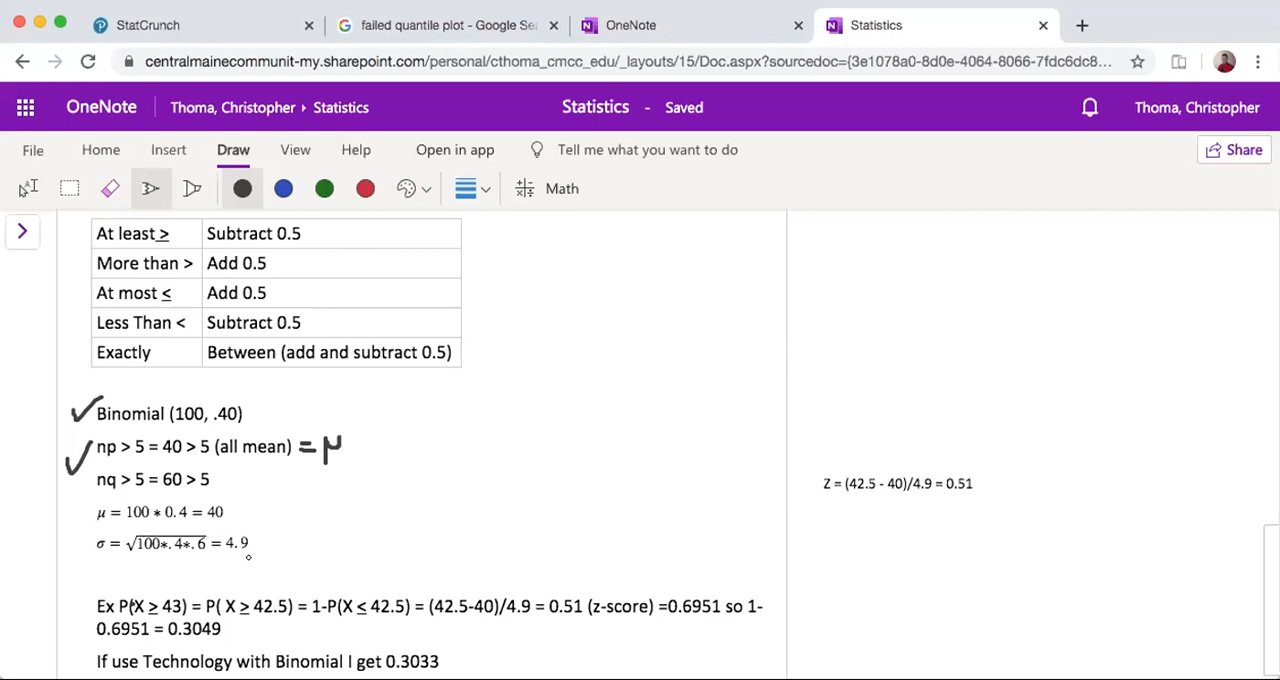 StatCrunch
failed quantile plot - Google Sea
OneNote
Statistics
centralmainecommunit-my.sharepoint.com/personal/cthoma_cmcc_edu/_layouts/15/Doc.aspx?sourcedoc={3e1078a0-8d0e-4064-8066-7fdc6dc8...
OneNote Thoma, Christopher › Statistics Statistics - Saved Thoma, Christopher
File Home Insert Draw View Help Open in app Tell me what you want to do Share
Math
At least ≥ Subtract 0.5
More than > Add 0.5
At most ≤ Add 0.5
Less Than < Subtract 0.5
Exactly Between (add and subtract 0.5)
✓ Binomial (100, .40)
✓ np > 5 = 40 > 5 (all mean) = μ
nq > 5 = 60 > 5
Z = (42.5 - 40)/4.9 = 0.51
μ = 100 * 0.4 = 40
σ = √100*.4*.6 = 4.9
Ex P(X ≥ 43) = P( X ≥ 42.5) = 1-P(X ≤ 42.5) = (42.5-40)/4.9 = 0.51 (z-score) =0.6951 so 1-
0.6951 = 0.3049
If use Technology with Binomial I get 0.3033